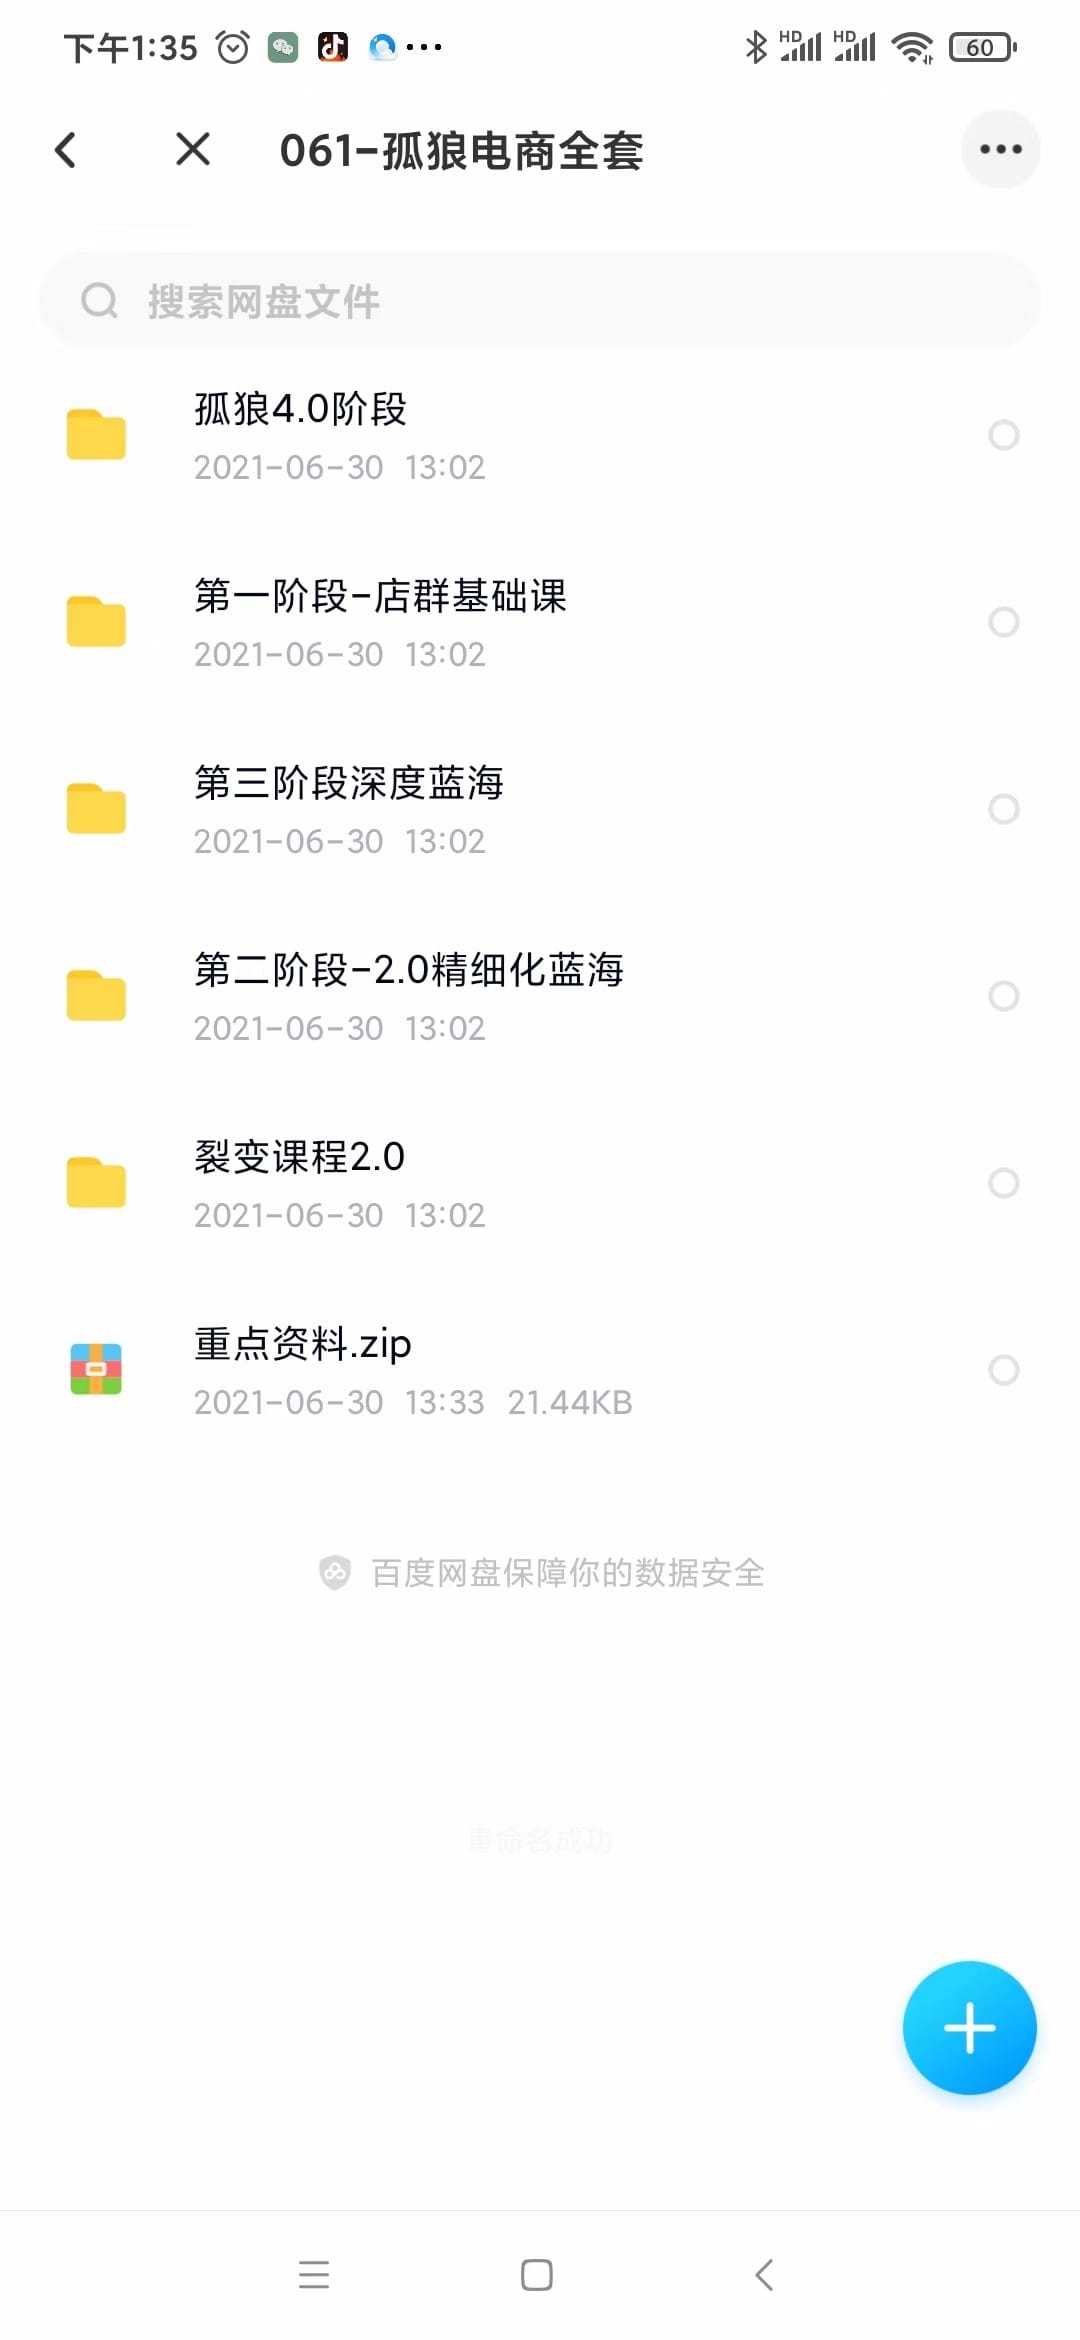 下午1:35
HD HD 60
061-孤狼电商全套
搜索网盘文件
孤狼4.0阶段
2021-06-30 13:02
第一阶段-店群基础课
2021-06-30 13:02
第三阶段深度蓝海
2021-06-30 13:02
第二阶段-2.0精细化蓝海
2021-06-30 13:02
裂变课程2.0
2021-06-30 13:02
重点资料.zip
2021-06-30 13:33 21.44KB
百度网盘保障你的数据安全
重命名成功